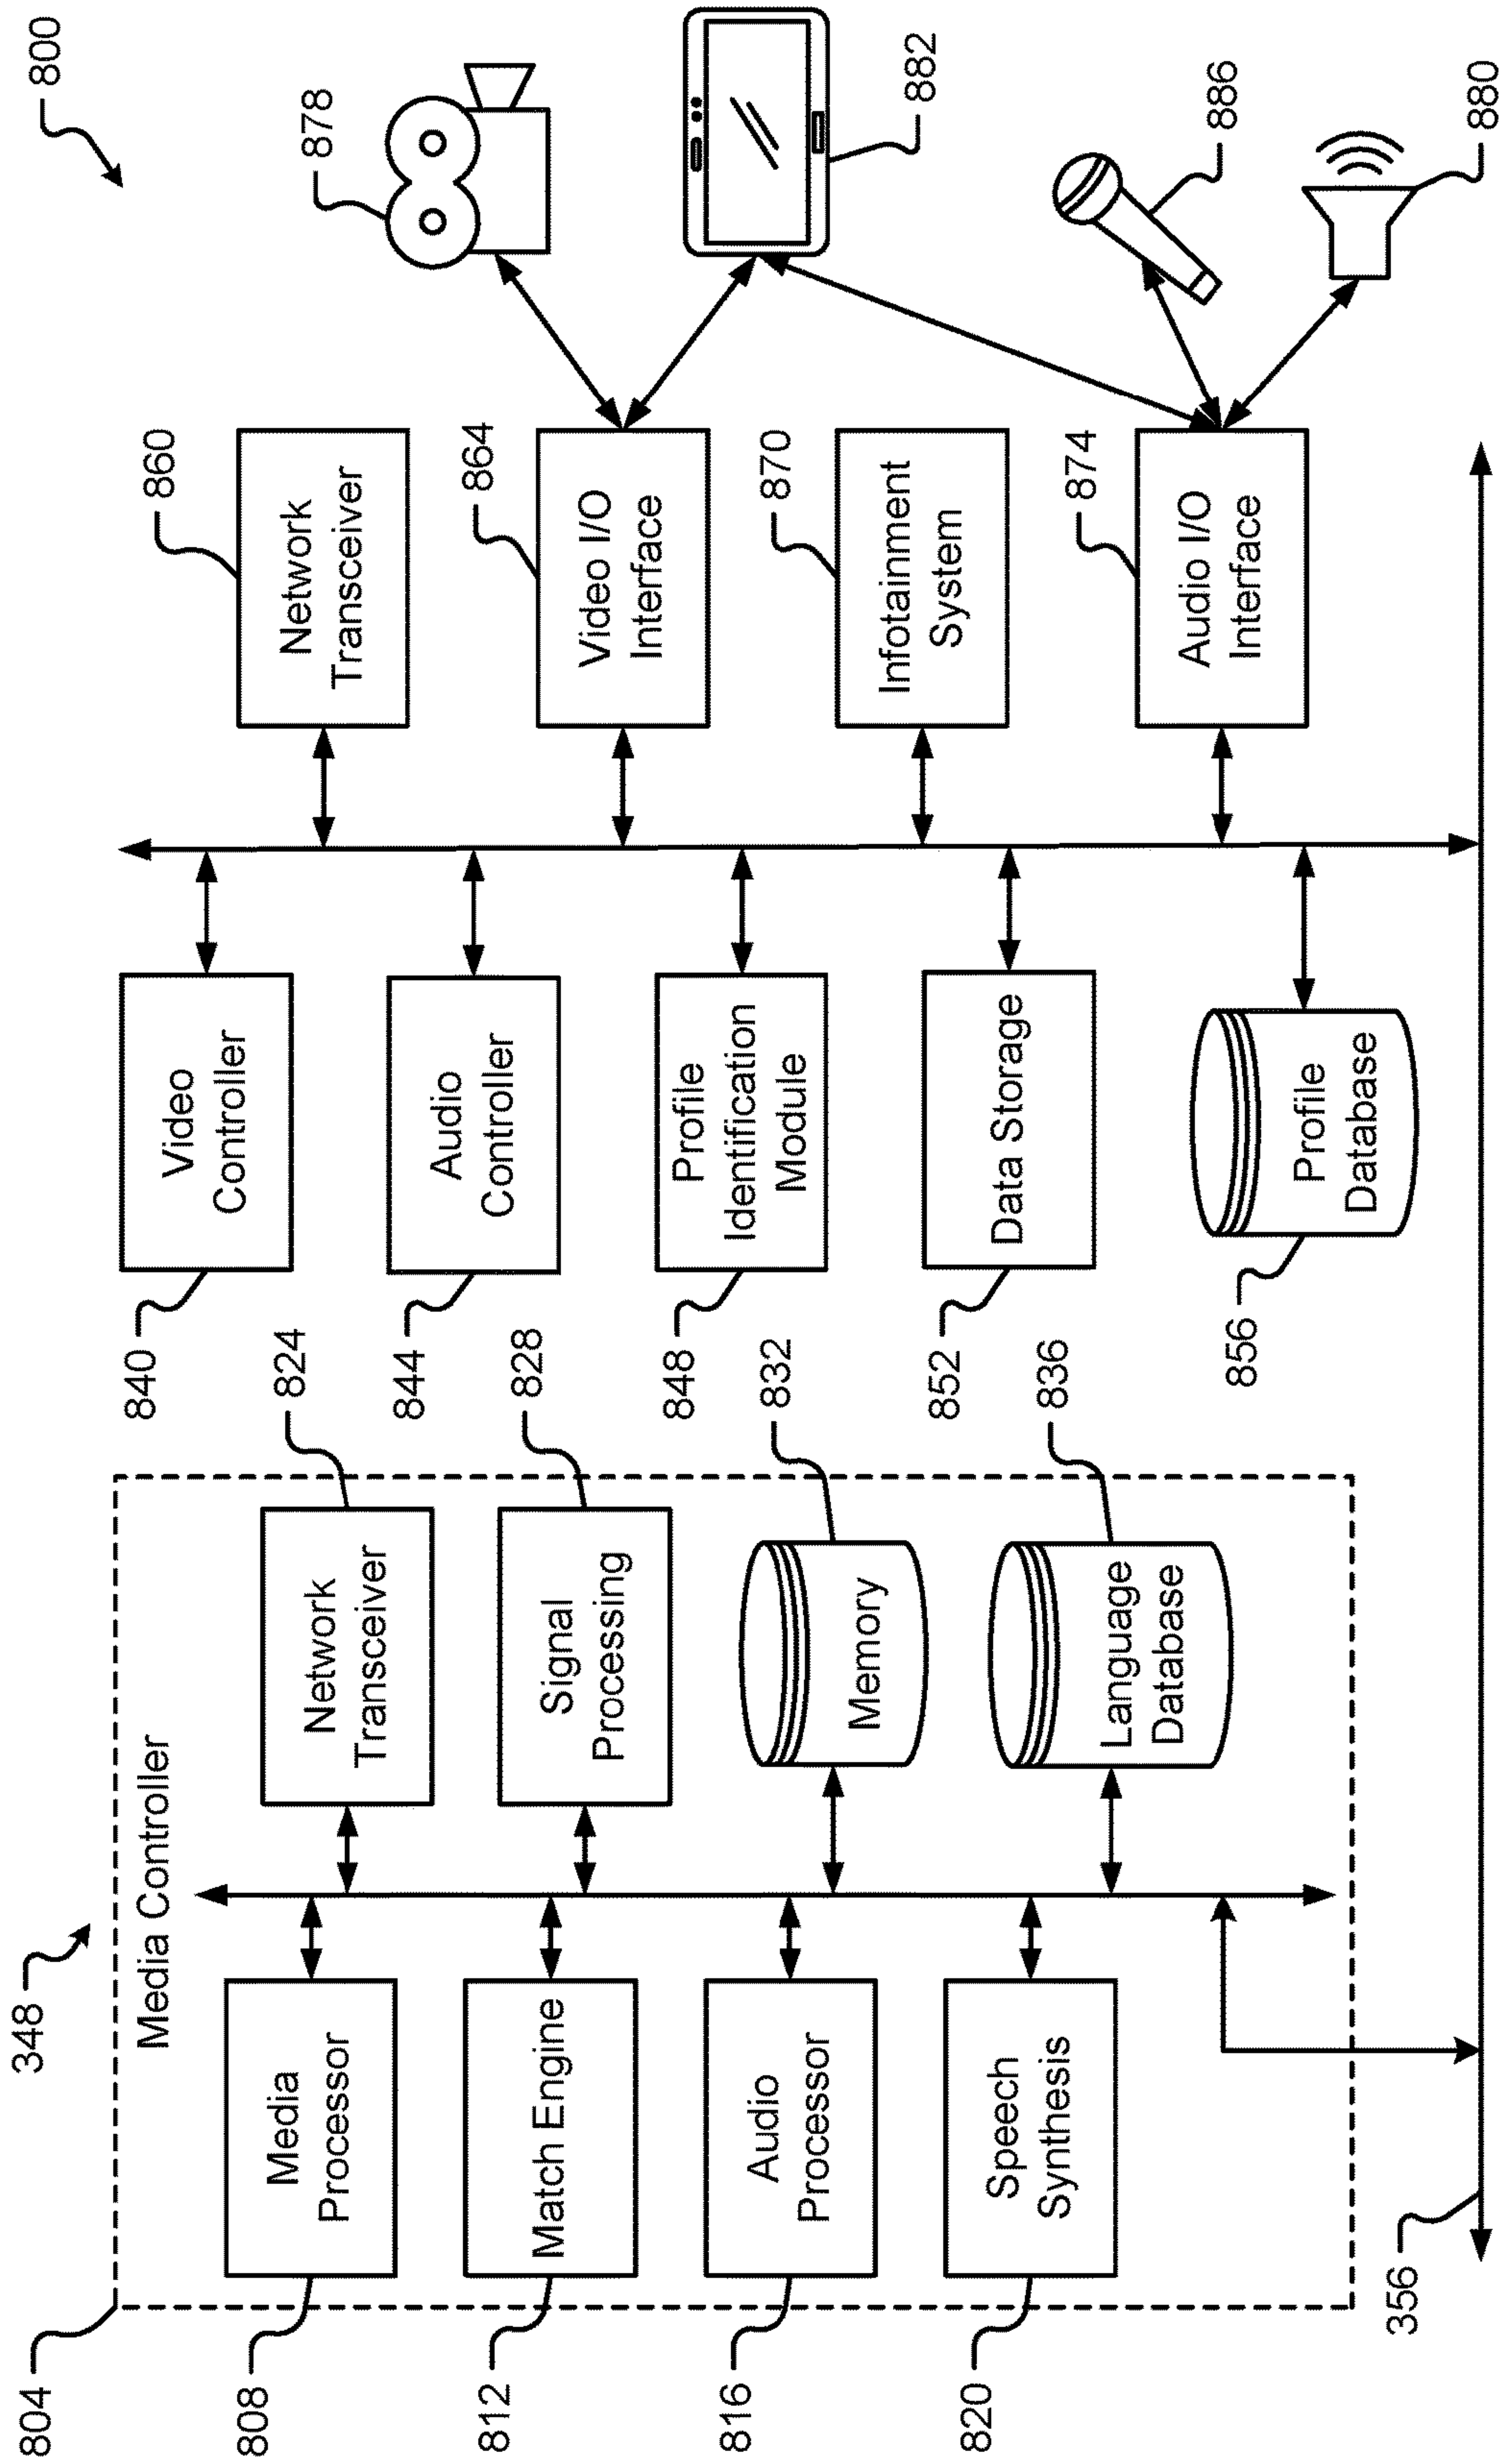 348
800
804
Media Controller
808
Media
Processor
824
Network
Transceiver
812
Match Engine
828
Signal
Processing
816
Audio
Processor
832
Memory
820
Speech
Synthesis
836
Language
Database
356
840
Video
Controller
844
Audio
Controller
848
Profile
Identification
Module
852
Data Storage
856
Profile
Database
860
Network
Transceiver
864
Video I/O
Interface
870
Infotainment
System
874
Audio I/O
Interface
878
882
886
880